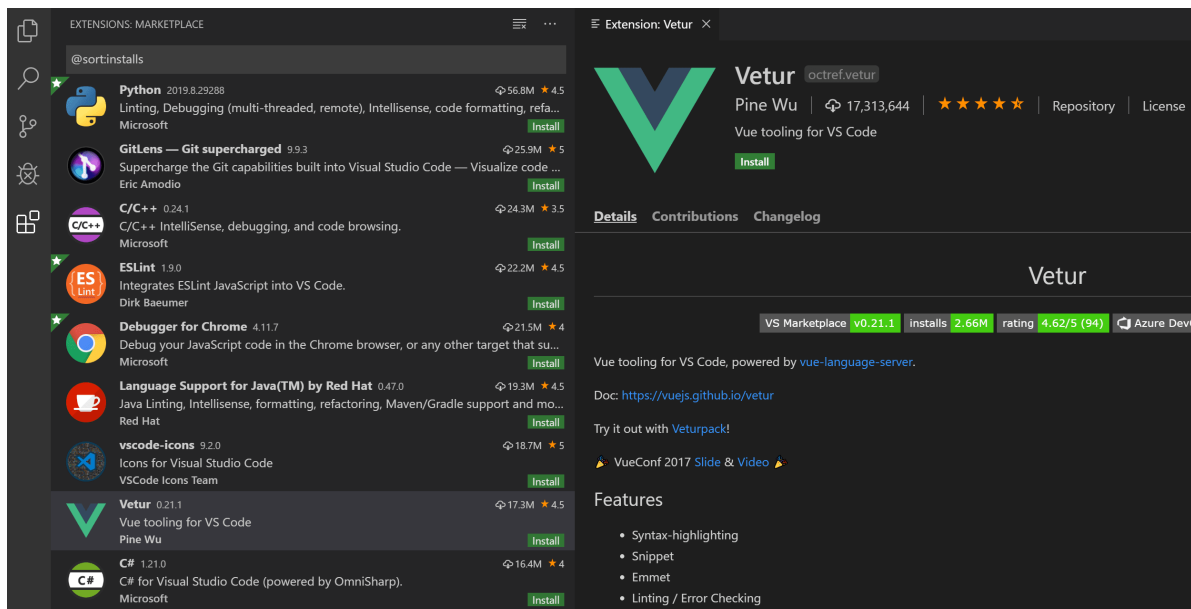 EXTENSIONS: MARKETPLACE
@sort:installs
Python 2019.8.29288 56.8M ★ 4.5
Linting, Debugging (multi-threaded, remote), Intellisense, code formatting, refa...
Microsoft Install
GitLens — Git supercharged 9.9.3 25.9M ★ 5
Supercharge the Git capabilities built into Visual Studio Code — Visualize code ...
Eric Amodio Install
C/C++
C/C++ 0.24.1 24.3M ★ 3.5
C/C++ IntelliSense, debugging, and code browsing.
Microsoft Install
ES
Lint
ESLint 1.9.0 22.2M ★ 4.5
Integrates ESLint JavaScript into VS Code.
Dirk Baeumer Install
Debugger for Chrome 4.11.7 21.5M ★ 4
Debug your JavaScript code in the Chrome browser, or any other target that su...
Microsoft Install
Language Support for Java(TM) by Red Hat 0.47.0 19.3M ★ 4.5
Java Linting, Intellisense, formatting, refactoring, Maven/Gradle support and mo...
Red Hat Install
vscode-icons 9.2.0 18.7M ★ 5
Icons for Visual Studio Code
VSCode Icons Team Install
Vetur 0.21.1 17.3M ★ 4.5
Vue tooling for VS Code
Pine Wu Install
C#
C# 1.21.0 16.4M ★ 4
C# for Visual Studio Code (powered by OmniSharp).
Microsoft Install
Extension: Vetur
Vetur octref.vetur
Pine Wu | 17,313,644 | Repository | License
Vue tooling for VS Code
Install
Details Contributions Changelog
Vetur
VS Marketplace v0.21.1 installs 2.66M rating 4.62/5 (94) Azure Dev
Vue tooling for VS Code, powered by vue-language-server.
Doc: https://vuejs.github.io/vetur
Try it out with Veturpack!
🎉 VueConf 2017 Slide & Video 🎉
Features
• Syntax-highlighting
• Snippet
• Emmet
• Linting / Error Checking